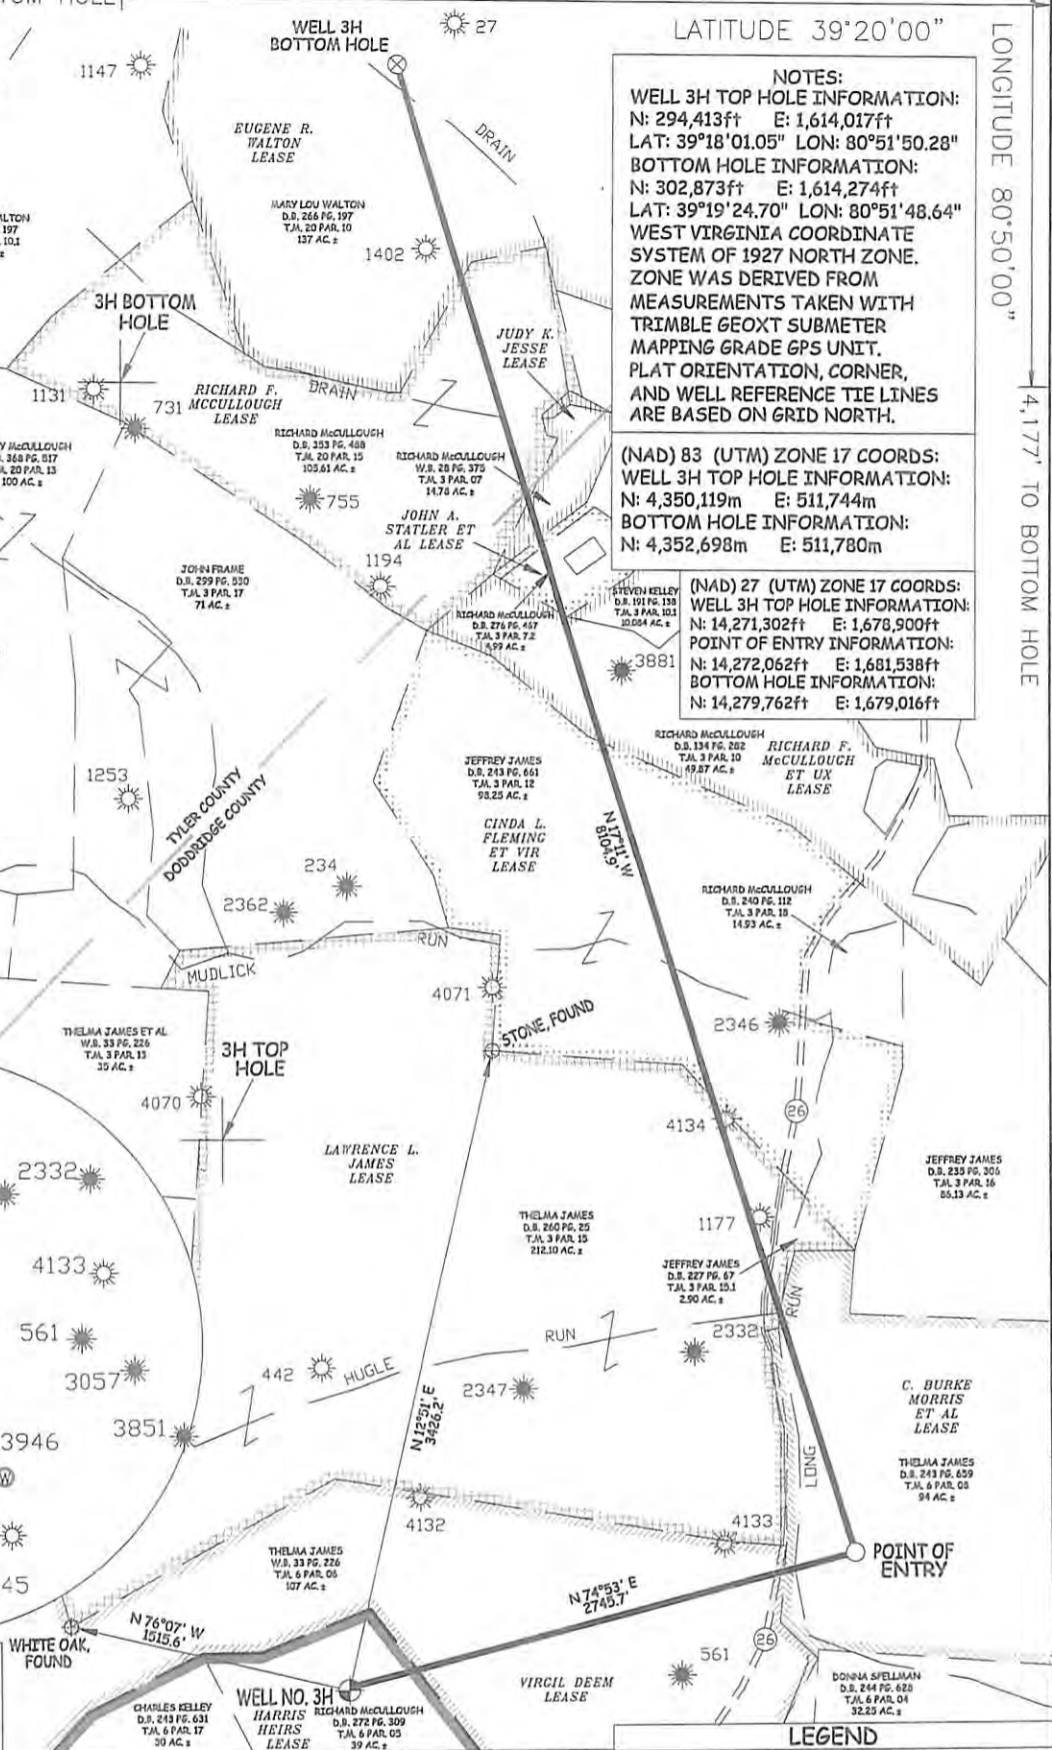 WELL 3H
BOTTOM HOLE
27
LATITUDE 39°20'00"
LONGITUDE 80°50'00"
4,177' TO BOTTOM HOLE
NOTES:
WELL 3H TOP HOLE INFORMATION:
N: 294,413ft E: 1,614,017ft
LAT: 39°18'01.05" LON: 80°51'50.28"
BOTTOM HOLE INFORMATION:
N: 302,873ft E: 1,614,274ft
LAT: 39°19'24.70" LON: 80°51'48.64"
WEST VIRGINIA COORDINATE
SYSTEM OF 1927 NORTH ZONE.
ZONE WAS DERIVED FROM
MEASUREMENTS TAKEN WITH
TRIMBLE GEOXT SUBMETER
MAPPING GRADE GPS UNIT.
PLAT ORIENTATION, CORNER,
AND WELL REFERENCE TIE LINES
ARE BASED ON GRID NORTH.
(NAD) 83 (UTM) ZONE 17 COORDS:
WELL 3H TOP HOLE INFORMATION:
N: 4,350,119m E: 511,744m
BOTTOM HOLE INFORMATION:
N: 4,352,698m E: 511,780m
(NAD) 27 (UTM) ZONE 17 COORDS:
WELL 3H TOP HOLE INFORMATION:
N: 14,271,302ft E: 1,678,900ft
POINT OF ENTRY INFORMATION:
N: 14,272,062ft E: 1,681,538ft
BOTTOM HOLE INFORMATION:
N: 14,279,762ft E: 1,679,016ft
1147
EUGENE R.
WALTON
LEASE
DRAIN
MARY LOU WALTON
D.B. 266 PG. 197
T.M. 20 PAR. 10
137 AC. ±
1402
3H BOTTOM
HOLE
JUDY K.
JESSE
LEASE
1131
731
RICHARD F.
MCCULLOUGH
LEASE
DRAIN
RICHARD McCULLOUGH
D.B. 353 PG. 488
T.M. 20 PAR. 15
105.61 AC. ±
RICHARD McCULLOUGH
W.B. 28 PG. 375
T.M. 3 PAR. 07
14.78 AC. ±
755
JOHN A.
STATLER ET
AL LEASE
1194
JOHN FRAME
D.B. 299 PG. 530
T.M. 3 PAR. 17
71 AC. ±
RICHARD McCULLOUGH
D.B. 276 PG. 457
T.M. 3 PAR. 7.2
STEVEN KELLEY
D.B. 191 PG. 138
T.M. 3 PAR. 10.1
10.084 AC. ±
3881
RICHARD McCULLOUGH
D.B. 134 PG. 282
T.M. 3 PAR. 10
49.87 AC. ±
RICHARD F.
McCULLOUGH
ET UX
LEASE
JEFFREY JAMES
D.B. 243 PG. 661
T.M. 3 PAR. 12
98.25 AC. ±
CINDA L.
FLEMING
ET VIR
LEASE
1253
TYLER COUNTY
DODDRIDGE COUNTY
N 17°11' W
8104.9'
234
2362
RICHARD McCULLOUGH
D.B. 240 PG. 112
T.M. 3 PAR. 18
14.93 AC. ±
MUDLICK
RUN
4071
STONE, FOUND
2346
THELMA JAMES ET AL
W.B. 33 PG. 226
T.M. 3 PAR. 13
35 AC. ±
3H TOP
HOLE
4070
4134
26
LAWRENCE L.
JAMES
LEASE
JEFFREY JAMES
D.B. 235 PG. 306
T.M. 3 PAR. 16
2332
THELMA JAMES
D.B. 260 PG. 25
T.M. 3 PAR. 15
212.10 AC. ±
1177
4133
JEFFREY JAMES
D.B. 227 PG. 67
T.M. 3 PAR. 15.1
2.90 AC. ±
561
RUN
RUN
2332
3057
442
HUGLE
2347
3851
N 12°51' E
3426.2'
C. BURKE
MORRIS
ET AL
LEASE
THELMA JAMES
D.B. 243 PG. 659
T.M. 6 PAR. 08
94 AC. ±
3946
W
LONG
4132
4133
45
POINT OF
ENTRY
THELMA JAMES
W.B. 33 PG. 226
T.M. 6 PAR. 06
107 AC. ±
N 74°53' E
2745.7'
N 76°07' W
1515.6'
WHITE OAK,
FOUND
26
561
VIRGIL DEEM
LEASE
CHARLES KELLEY
D.B. 243 PG. 631
T.M. 6 PAR. 17
30 AC. ±
WELL NO. 3H
HARRIS
HEIRS
LEASE
RICHARD McCULLOUGH
D.B. 272 PG. 309
T.M. 6 PAR. 05
39 AC. ±
DONNA SPELLMAN
D.B. 244 PG. 628
T.M. 6 PAR. 04
32.25 AC. ±
LEGEND